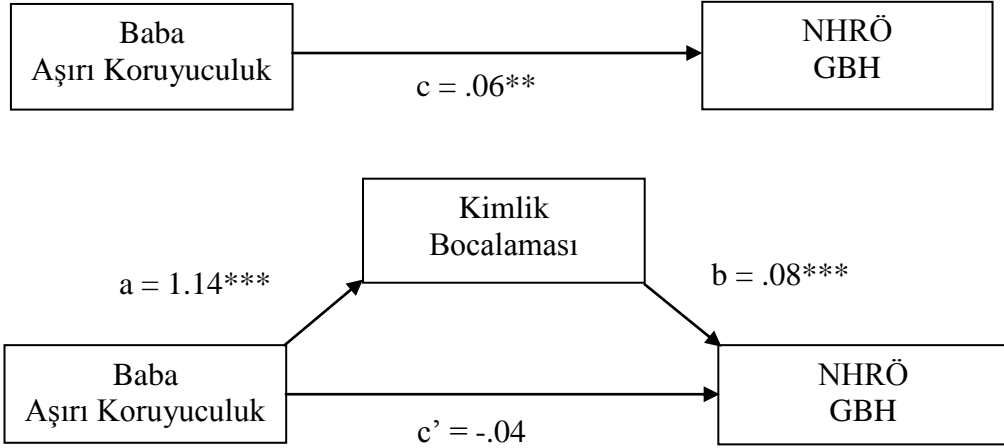 Baba
Aşırı Koruyuculuk
NHRÖ
GBH
c = .06**
Kimlik
Bocalaması
a = 1.14***
b = .08***
Baba
Aşırı Koruyuculuk
NHRÖ
GBH
c’ = -.04